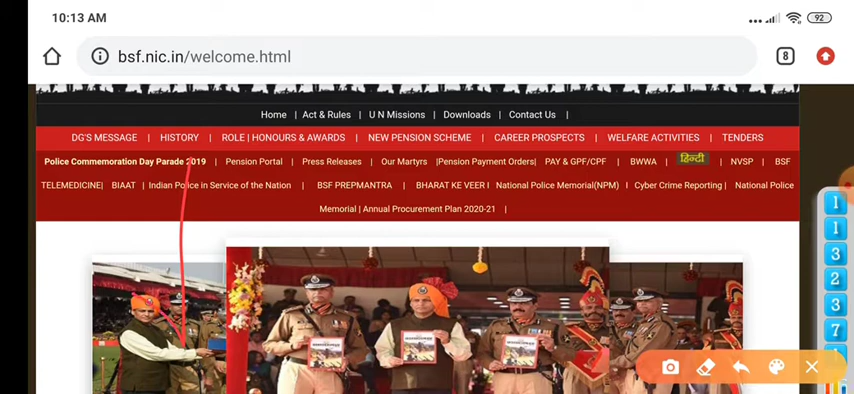 10:13 AM
92
bsf.nic.in/welcome.html
8
Home | Act & Rules | U N Missions | Downloads | Contact Us |
DG'S MESSAGE | HISTORY | ROLE | HONOURS & AWARDS | NEW PENSION SCHEME | CAREER PROSPECTS | WELFARE ACTIVITIES | TENDERS
Police Commemoration Day Parade 2019 | Pension Portal | Press Releases | Our Martyrs |Pension Payment Orders| PAY & GPF/CPF | BWWA | हिन्दी | NVSP | BSF
TELEMEDICINE| BIAAT | Indian Police in Service of the Nation | BSF PREPMANTRA | BHARAT KE VEER I National Police Memorial(NPM) I Cyber Crime Reporting | National Police
Memorial | Annual Procurement Plan 2020-21 |
1
1
3
2
3
7